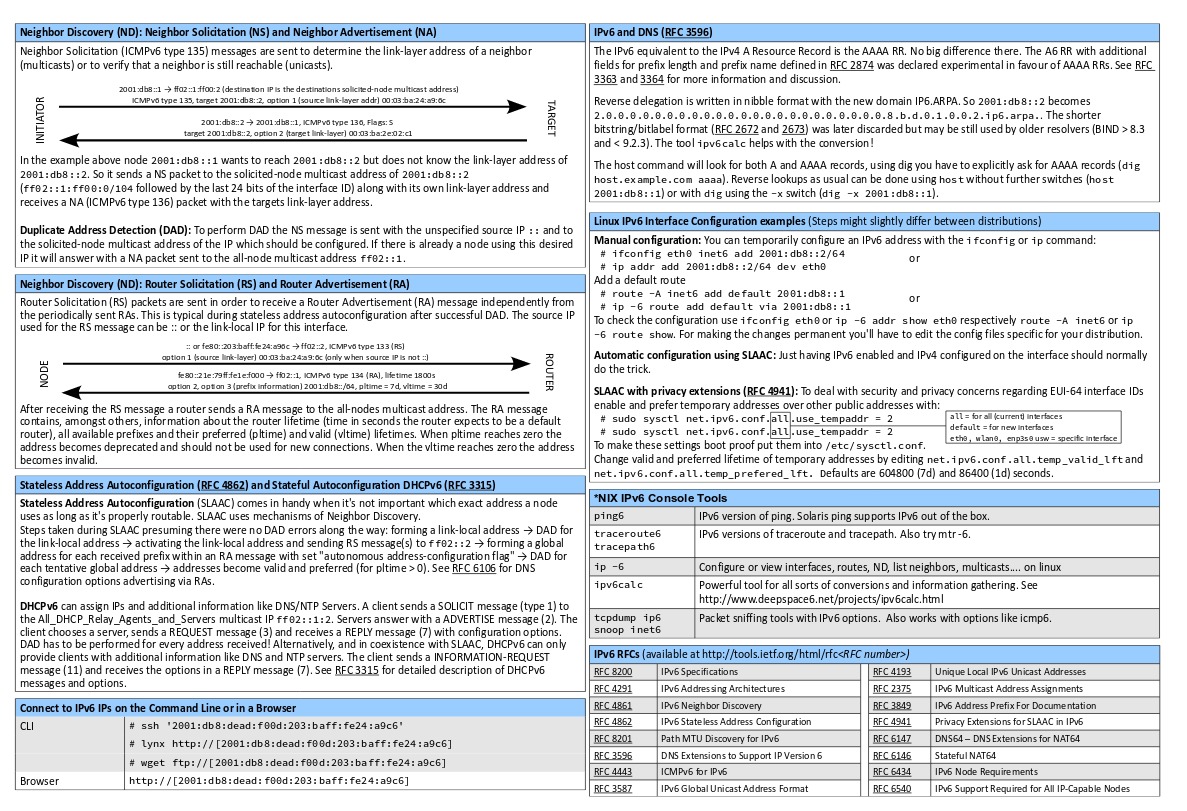 Neighbor Discovery (ND): Neighbor Solicitation (NS) and Neighbor Advertisement (NA)
Neighbor Solicitation (ICMPv6 type 135) messages are sent to determine the link-layer address of a neighbor
(multicasts) or to verify that a neighbor is still reachable (unicasts).
INITIATOR
2001:db8::1 → ff02::1:ff00:2 (destination IP is the destinations solicited-node multicast address)
ICMPv6 type 135, target 2001:db8::2, option 1 (source link-layer addr) 00:03:ba:24:a9:6c
2001:db8::2 → 2001:db8::1, ICMPv6 type 136, Flags: S
target 2001:db8::2, option 2 (target link-layer) 00:03:ba:2e:02:c1
TARGET
In the example above node 2001:db8::1 wants to reach 2001:db8::2 but does not know the link-layer address of
2001:db8::2. So it sends a NS packet to the solicited-node multicast address of 2001:db8::2
(ff02::1:ff00:0/104 followed by the last 24 bits of the interface ID) along with its own link-layer address and
receives a NA (ICMPv6 type 136) packet with the targets link-layer address.
Duplicate Address Detection (DAD): To perform DAD the NS message is sent with the unspecified source IP :: and to
the solicited-node multicast address of the IP which should be configured. If there is already a node using this desired
IP it will answer with a NA packet sent to the all-node multicast address ff02::1.
Neighbor Discovery (ND): Router Solicitation (RS) and Router Advertisement (RA)
Router Solicitation (RS) packets are sent in order to receive a Router Advertisement (RA) message independently from
the periodically sent RAs. This is typical during stateless address autoconfiguration after successful DAD. The source IP
used for the RS message can be :: or the link-local IP for this interface.
NODE
:: or fe80::203:baff:fe24:a96c → ff02::2, ICMPv6 type 133 (RS)
option 1 (source link-layer) 00:03:ba:24:a9:6c (only when source IP is not ::)
fe80::21e:79ff:fe1e:f000 → ff02::1, ICMPv6 type 134 (RA), lifetime 1800s
option 2, option 3 (prefix information) 2001:db8::/64, pltime = 7d, vltime = 30d
ROUTER
After receiving the RS message a router sends a RA message to the all-nodes multicast address. The RA message
contains, amongst others, information about the router lifetime (time in seconds the router expects to be a default
router), all available prefixes and their preferred (pltime) and valid (vltime) lifetimes. When pltime reaches zero the
address becomes deprecated and should not be used for new connections. When the vltime reaches zero the address
becomes invalid.
Stateless Address Autoconfiguration (RFC 4862) and Stateful Autoconfiguration DHCPv6 (RFC 3315)
Stateless Address Autoconfiguration (SLAAC) comes in handy when it's not important which exact address a node
uses as long as it's properly routable. SLAAC uses mechanisms of Neighbor Discovery.
Steps taken during SLAAC presuming there were no DAD errors along the way: forming a link-local address → DAD for
the link-local address → activating the link-local address and sending RS message(s) to ff02::2 → forming a global
address for each received prefix within an RA message with set "autonomous address-configuration flag" → DAD for
each tentative global address → addresses become valid and preferred (for pltime > 0). See RFC 6106 for DNS
configuration options advertising via RAs.
DHCPv6 can assign IPs and additional information like DNS/NTP Servers. A client sends a SOLICIT message (type 1) to
the All_DHCP_Relay_Agents_and_Servers multicast IP ff02::1:2. Servers answer with a ADVERTISE message (2). The
client chooses a server, sends a REQUEST message (3) and receives a REPLY message (7) with configuration options.
DAD has to be performed for every address received! Alternatively, and in coexistence with SLAAC, DHCPv6 can only
provide clients with additional information like DNS and NTP servers. The client sends a INFORMATION-REQUEST
message (11) and receives the options in a REPLY message (7). See RFC 3315 for detailed description of DHCPv6
messages and options.
Connect to IPv6 IPs on the Command Line or in a Browser
CLI
# ssh '2001:db8:dead:f00d:203:baff:fe24:a9c6'
# lynx http://[2001:db8:dead:f00d:203:baff:fe24:a9c6]
# wget ftp://[2001:db8:dead:f00d:203:baff:fe24:a9c6]
Browser http://[2001:db8:dead:f00d:203:baff:fe24:a9c6]
IPv6 and DNS (RFC 3596)
The IPv6 equivalent to the IPv4 A Resource Record is the AAAA RR. No big difference there. The A6 RR with additional
fields for prefix length and prefix name defined in RFC 2874 was declared experimental in favour of AAAA RRs. See RFC
3363 and 3364 for more information and discussion.
Reverse delegation is written in nibble format with the new domain IP6.ARPA. So 2001:db8::2 becomes
2.0.0.0.0.0.0.0.0.0.0.0.0.0.0.0.0.0.0.0.0.0.0.0.8.b.d.0.1.0.0.2.ip6.arpa.. The shorter
bitstring/bitlabel format (RFC 2672 and 2673) was later discarded but may be still used by older resolvers (BIND > 8.3
and < 9.2.3). The tool ipv6calc helps with the conversion!
The host command will look for both A and AAAA records, using dig you have to explicitly ask for AAAA records (dig
host.example.com aaaa). Reverse lookups as usual can be done using host without further switches (host
2001:db8::1) or with dig using the -x switch (dig -x 2001:db8::1).
Linux IPv6 Interface Configuration examples (Steps might slightly differ between distributions)
Manual configuration: You can temporarily configure an IPv6 address with the ifconfig or ip command:
# ifconfig eth0 inet6 add 2001:db8::2/64 or
# ip addr add 2001:db8::2/64 dev eth0
Add a default route
# route -A inet6 add default 2001:db8::1 or
# ip -6 route add default via 2001:db8::1
To check the configuration use ifconfig eth0 or ip -6 addr show eth0 respectively route -A inet6 or ip
-6 route show. For making the changes permanent you'll have to edit the config files specific for your distribution.
Automatic configuration using SLAAC: Just having IPv6 enabled and IPv4 configured on the interface should normally
do the trick.
SLAAC with privacy extensions (RFC 4941): To deal with security and privacy concerns regarding EUI-64 interface IDs
enable and prefer temporary addresses over other public addresses with:
# sudo sysctl net.ipv6.conf.all.use_tempaddr = 2
# sudo sysctl net.ipv6.conf.all.use_tempaddr = 2
all = for all (current) interfaces
default = for new interfaces
eth0, wlan0, enp3s0 usw = specific interface
To make these settings boot proof put them into /etc/sysctl.conf.
Change valid and prefered lifetime of temporary addresses by editing net.ipv6.conf.all.temp_valid_lft and
net.ipv6.conf.all.temp_prefered_lft. Defaults are 604800 (7d) and 86400 (1d) seconds.
*NIX IPv6 Console Tools
ping6 IPv6 version of ping. Solaris ping supports IPv6 out of the box.
traceroute6 IPv6 versions of traceroute and tracepath. Also try mtr -6.
tracepath6
ip -6 Configure or view interfaces, routes, ND, list neighbors, multicasts.... on linux
ipv6calc Powerful tool for all sorts of conversions and information gathering. See
http://www.deepspace6.net/projects/ipv6calc.html
tcpdump ip6 Packet sniffing tools with IPv6 options. Also works with options like icmp6.
snoop inet6
IPv6 RFCs (available at http://tools.ietf.org/html/rfc<RFC number>)
RFC 8200 IPv6 Specifications RFC 4193 Unique Local IPv6 Unicast Addresses
RFC 4291 IPv6 Addressing Architectures RFC 2375 IPv6 Multicast Address Assignments
RFC 4861 IPv6 Neighbor Discovery RFC 3849 IPv6 Address Prefix For Documentation
RFC 4862 IPv6 Stateless Address Configuration RFC 4941 Privacy Extensions for SLAAC in IPv6
RFC 8201 Path MTU Discovery for IPv6 RFC 6147 DNS64 – DNS Extensions for NAT64
RFC 3596 DNS Extensions to Support IP Version 6 RFC 6146 Stateful NAT64
RFC 4443 ICMPv6 for IPv6 RFC 6434 IPv6 Node Requirements
RFC 3587 IPv6 Global Unicast Address Format RFC 6540 IPv6 Support Required for All IP-Capable Nodes